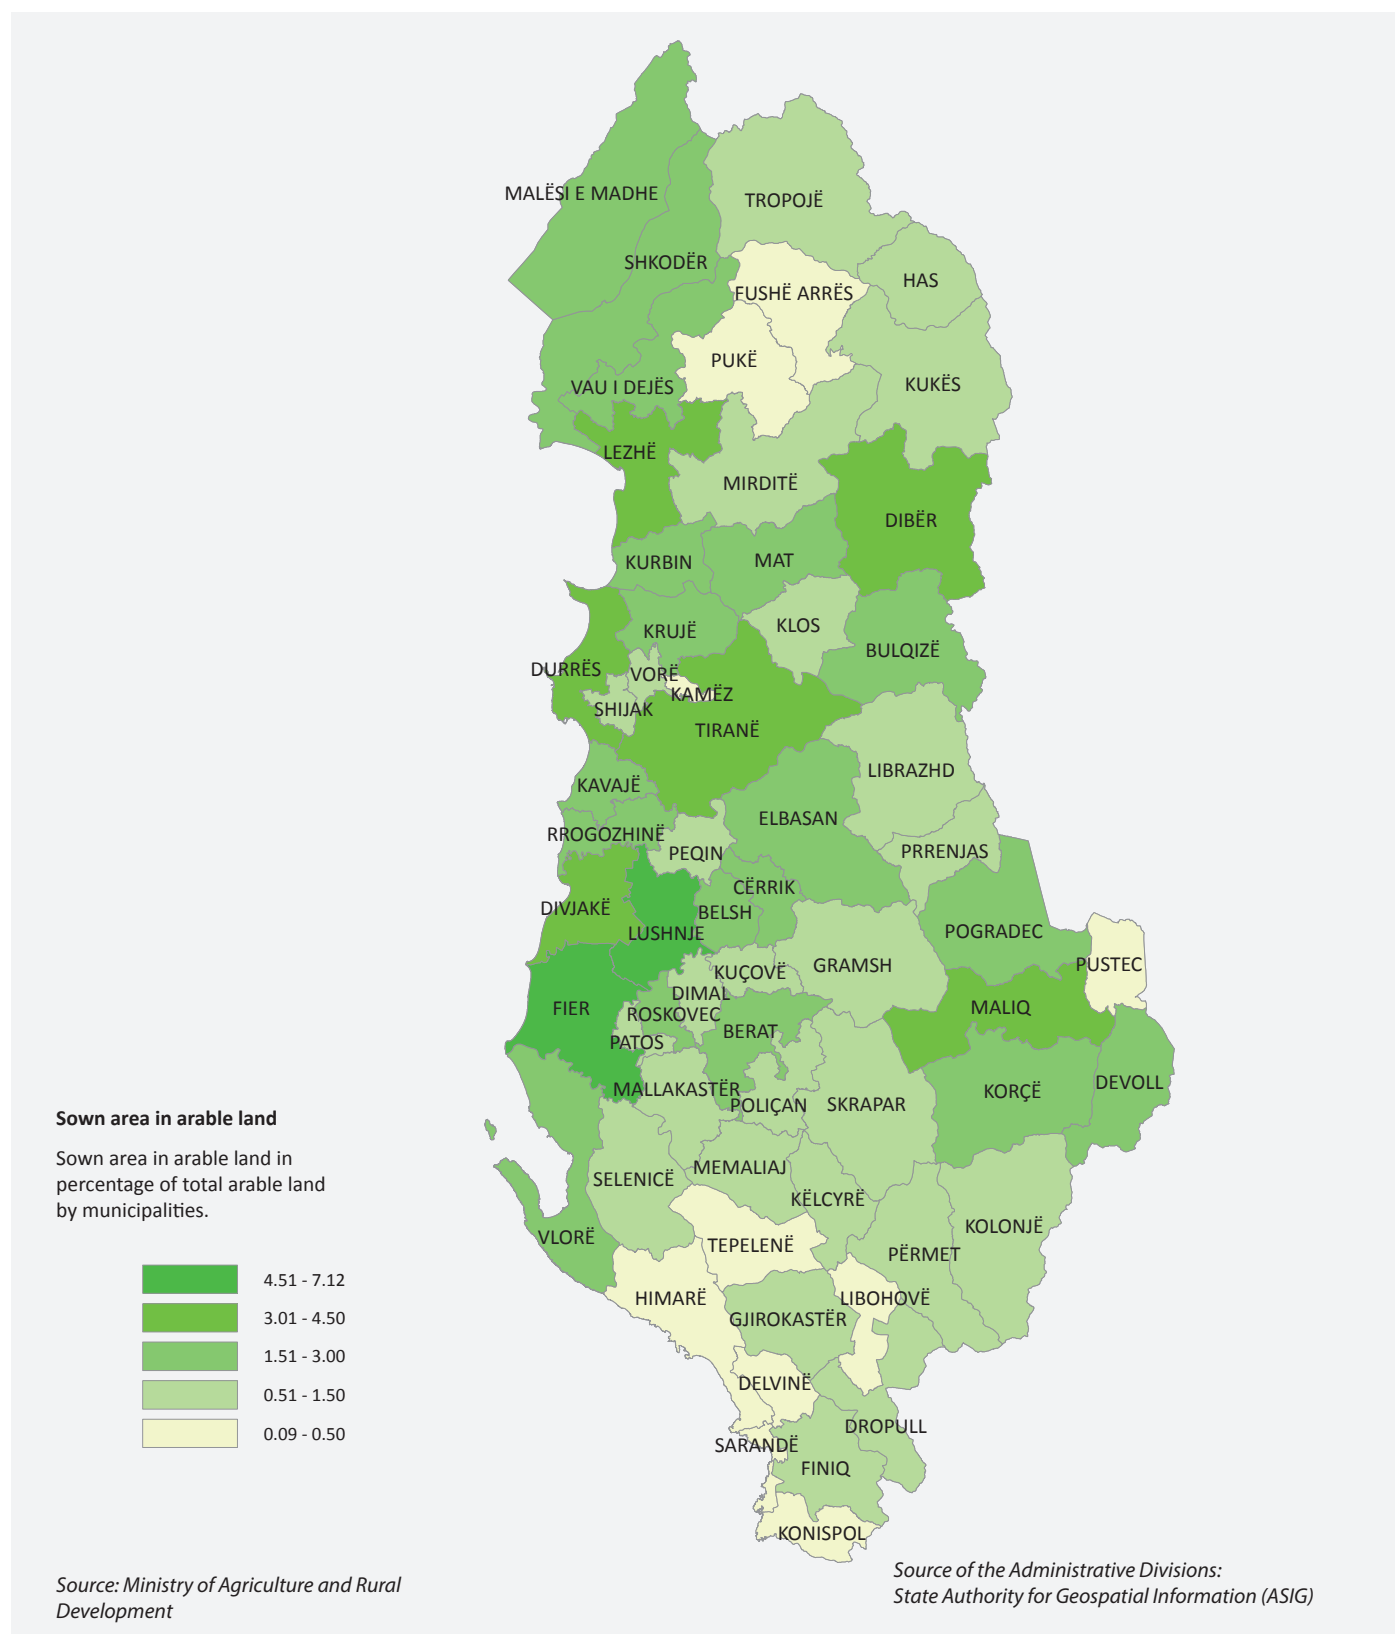 MALËSI E MADHE
TROPOJË
SHKODËR
HAS
FUSHË ARRËS
PUKË
KUKËS
VAU I DEJËS
LEZHË
MIRDITË
DIBËR
KURBIN
MAT
KLOS
KRUJË
BULQIZË
DURRËS
VORË
KAMËZ
SHIJAK
TIRANË
LIBRAZHD
KAVAJË
ELBASAN
RROGOZHINË
PEQIN
PRRENJAS
CËRRIK
DIVJAKË
BELSH
LUSHNJE
POGRADEC
PUSTEC
GRAMSH
KUÇOVË
DIMAL
FIER
ROSKOVEC
MALIQ
BERAT
PATOS
MALLAKASTËR
DEVOLL
KORÇË
POLIÇAN
SKRAPAR
MEMALIAJ
SELENICË
KËLCYRË
KOLONJË
VLORË
TEPELENË
PËRMET
HIMARË
LIBOHOVË
GJIROKASTËR
DELVINË
DROPULL
SARANDË
FINIQ
KONISPOL
Sown area in arable land
Sown area in arable land in
percentage of total arable land
by municipalities.
4.51 - 7.12
3.01 - 4.50
1.51 - 3.00
0.51 - 1.50
0.09 - 0.50
Source: Ministry of Agriculture and Rural
Development
Source of the Administrative Divisions:
State Authority for Geospatial Information (ASIG)